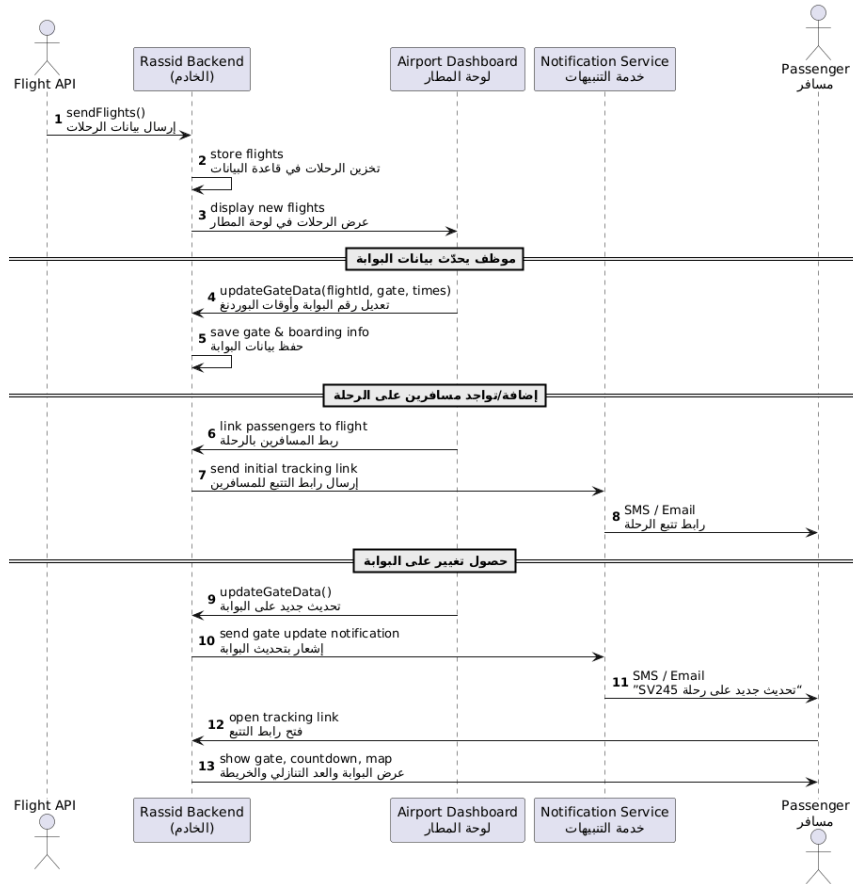 Flight API
Rassid Backend
(الخادم)
Airport Dashboard
لوحة المطار
Notification Service
خدمة التنبيهات
Passenger
مسافر
1 sendFlights()
إرسال بيانات الرحلات
2 store flights
تخزين الرحلات في قاعدة البيانات
3 display new flights
عرض الرحلات في لوحة المطار
موظف يحدّث بيانات البوابة
4 updateGateData(flightId, gate, times)
تعديل رقم البوابة وأوقات البوردنغ
5 save gate & boarding info
حفظ بيانات البوابة
إضافة/تواجد مسافرين على الرحلة
6 link passengers to flight
ربط المسافرين بالرحلة
7 send initial tracking link
إرسال رابط التتبع للمسافرين
8 SMS / Email
رابط تتبع الرحلة
حصول تغيير على البوابة
9 updateGateData()
تحديث جديد على البوابة
10 send gate update notification
إشعار بتحديث البوابة
11 SMS / Email
“تحديث جديد على رحلة SV245”
12 open tracking link
فتح رابط التتبع
13 show gate, countdown, map
عرض البوابة والعد التنازلي والخريطة
Flight API
Rassid Backend
(الخادم)
Airport Dashboard
لوحة المطار
Notification Service
خدمة التنبيهات
Passenger
مسافر